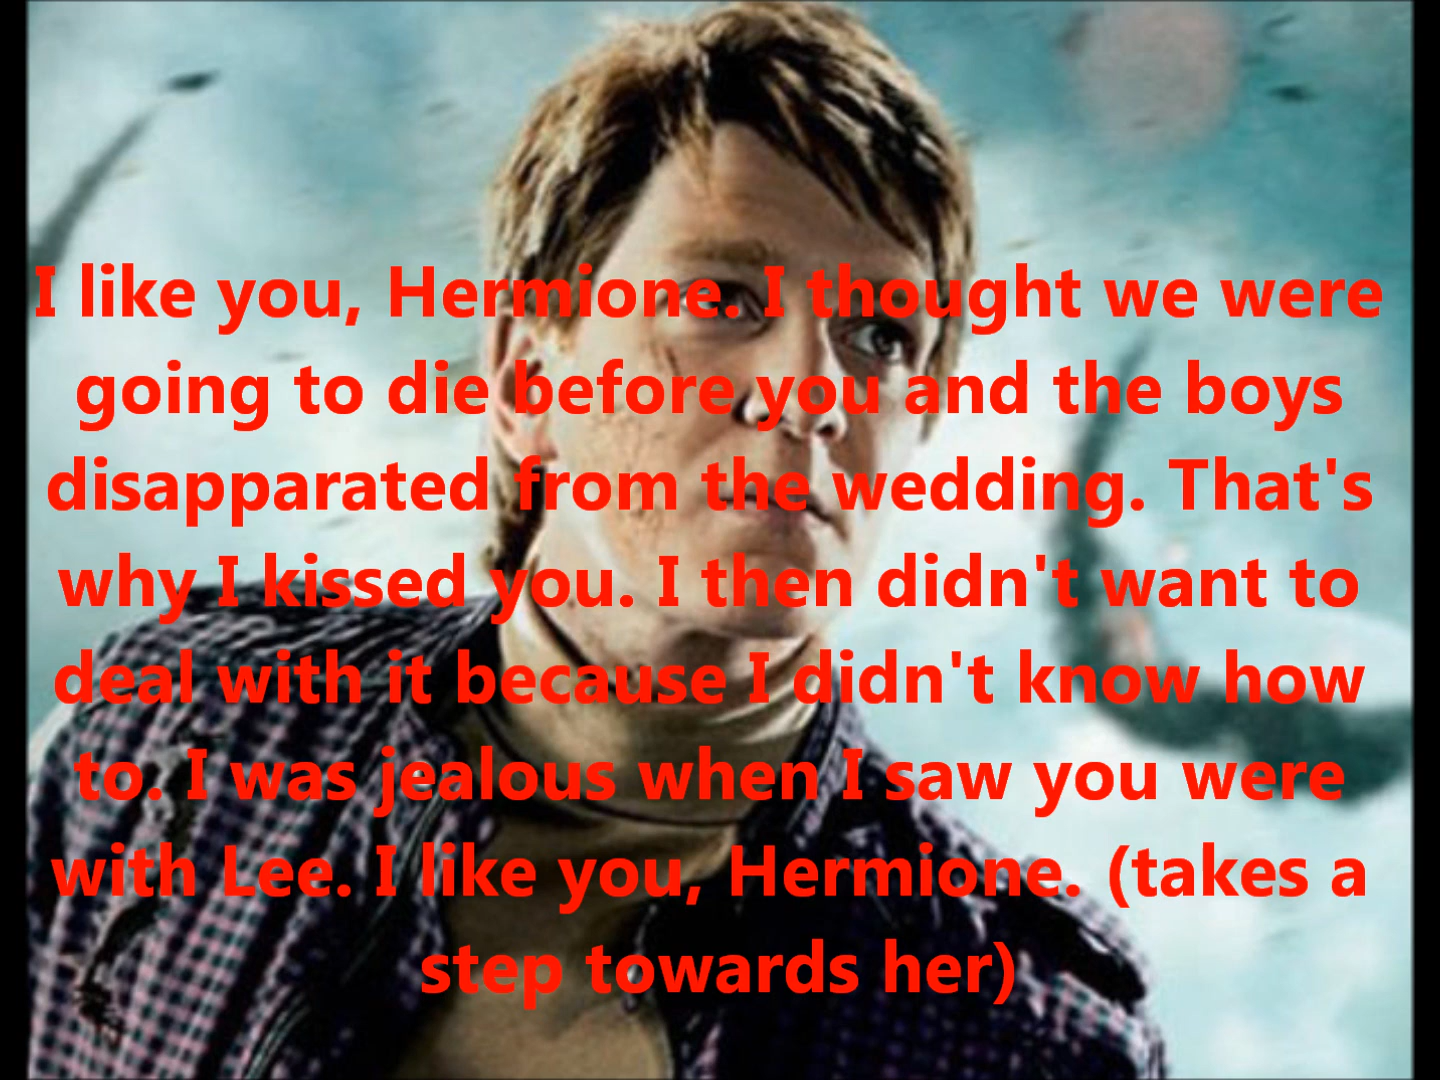 I like you, Hermione. I thought we were
going to die before you and the boys
disapparated from the wedding. That's
why I kissed you. I then didn't want to
deal with it because I didn't know how
to. I was jealous when I saw you were
with Lee. I like you, Hermione. (takes a
step towards her)